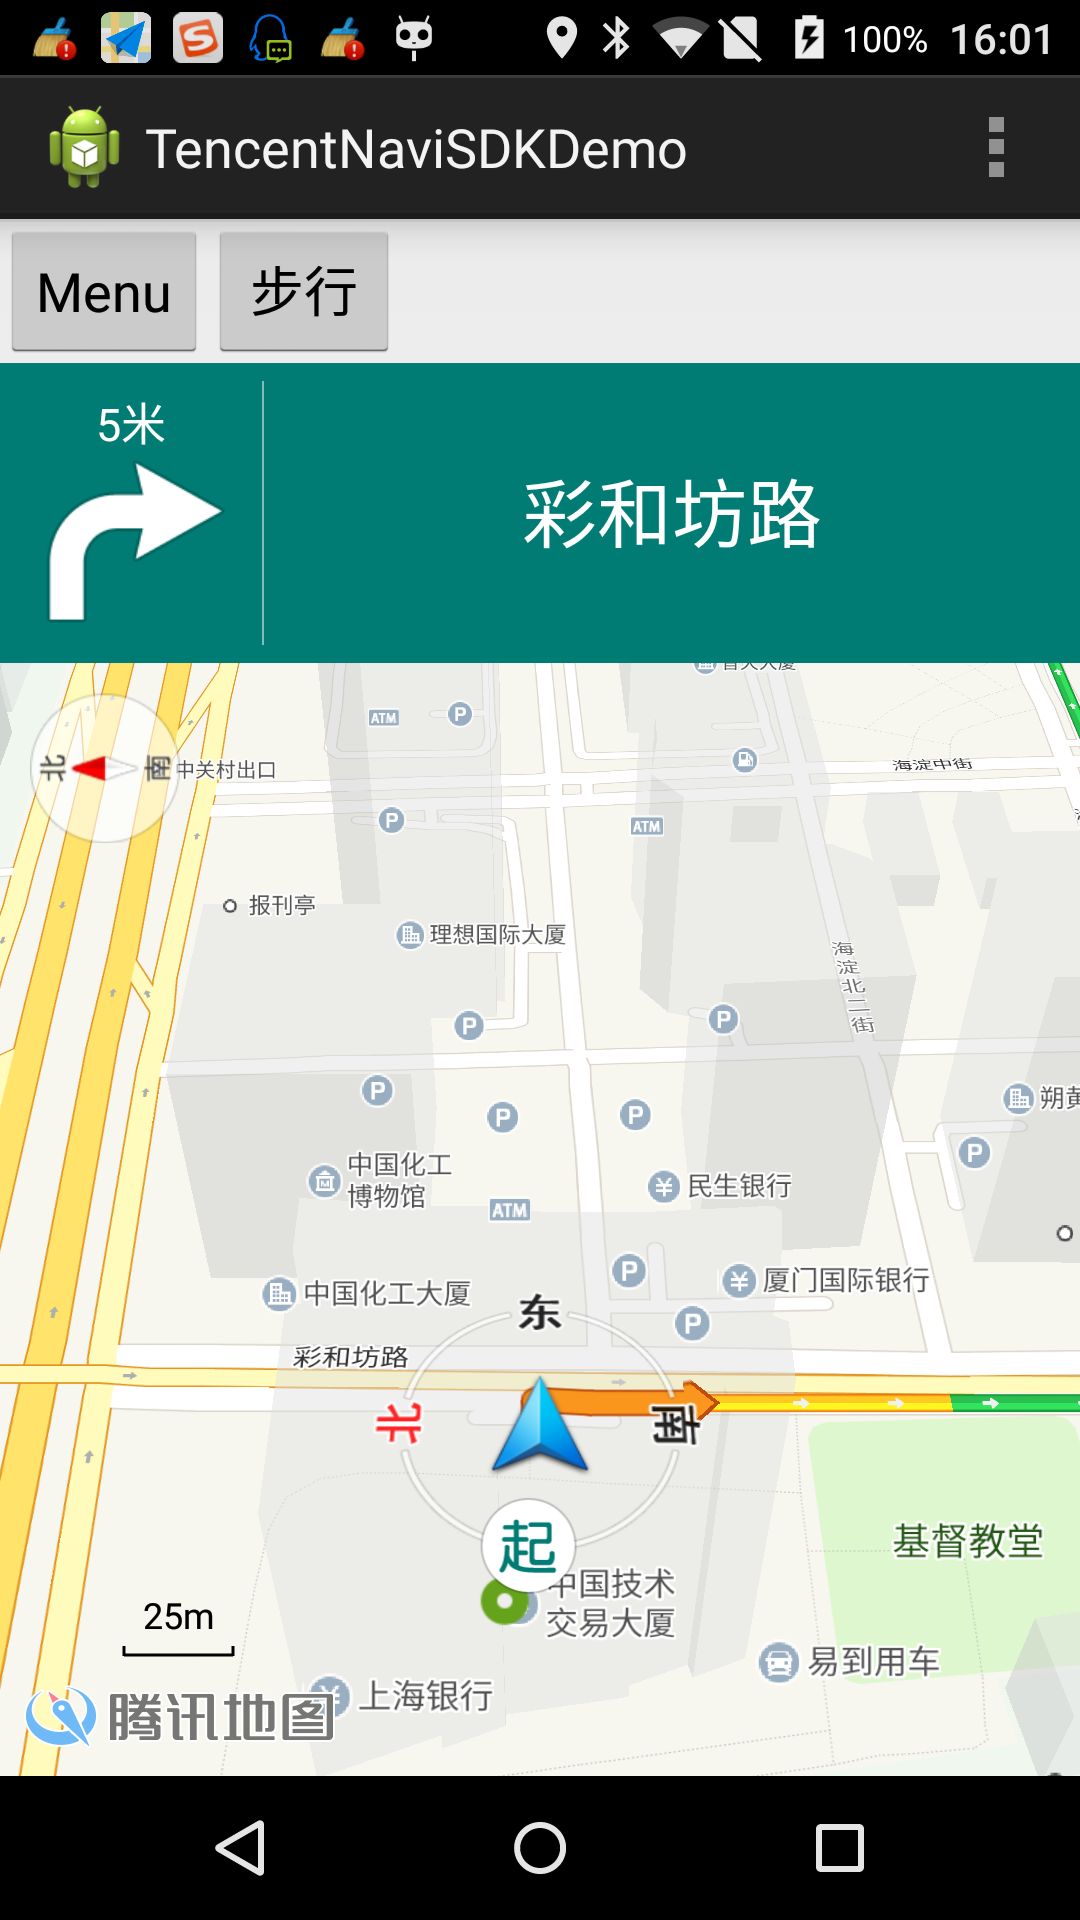 100% 16:01
TencentNaviSDKDemo
Menu 步行
5米
彩和坊路
ATM P
北 南 中关村出口
海淀中街
P ATM
报刊亭
理想国际大厦
海淀北二街
P P
P P P
朔黄
P
中国化工
博物馆
民生银行
ATM
P 厦门国际银行
中国化工大厦
东
P
彩和坊路
北 南
起
基督教堂
中国技术
交易大厦
25m
易到用车
上海银行
腾讯地图